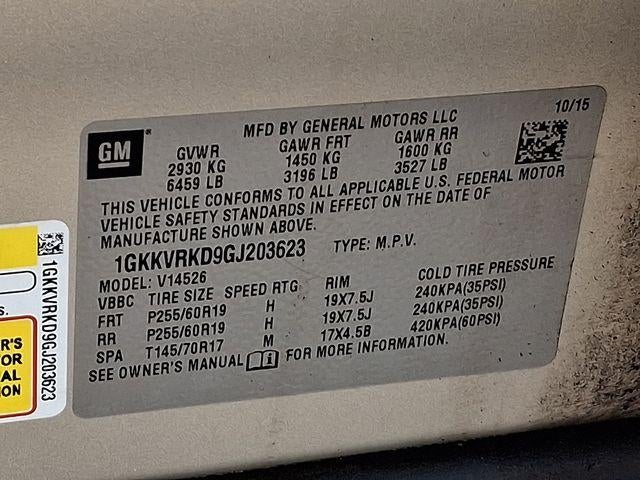 GM
MFD BY GENERAL MOTORS LLC
10/15
GVWR GAWR FRT GAWR RR
2930 KG 1450 KG 1600 KG
6459 LB 3196 LB 3527 LB
THIS VEHICLE CONFORMS TO ALL APPLICABLE U.S. FEDERAL MOTOR
VEHICLE SAFETY STANDARDS IN EFFECT ON THE DATE OF
MANUFACTURE SHOWN ABOVE.
1GKKVRKD9GJ203623 TYPE: M.P.V.
MODEL: V14526
VBBC TIRE SIZE SPEED RTG RIM COLD TIRE PRESSURE
FRT P255/60R19 H 19X7.5J 240KPA(35PSI)
RR P255/60R19 H 19X7.5J 240KPA(35PSI)
SPA T145/70R17 M 17X4.5B 420KPA(60PSI)
SEE OWNER'S MANUAL FOR MORE INFORMATION.
1GKKVRKD9GJ203623
s.
R'S
TOR
AL
ION